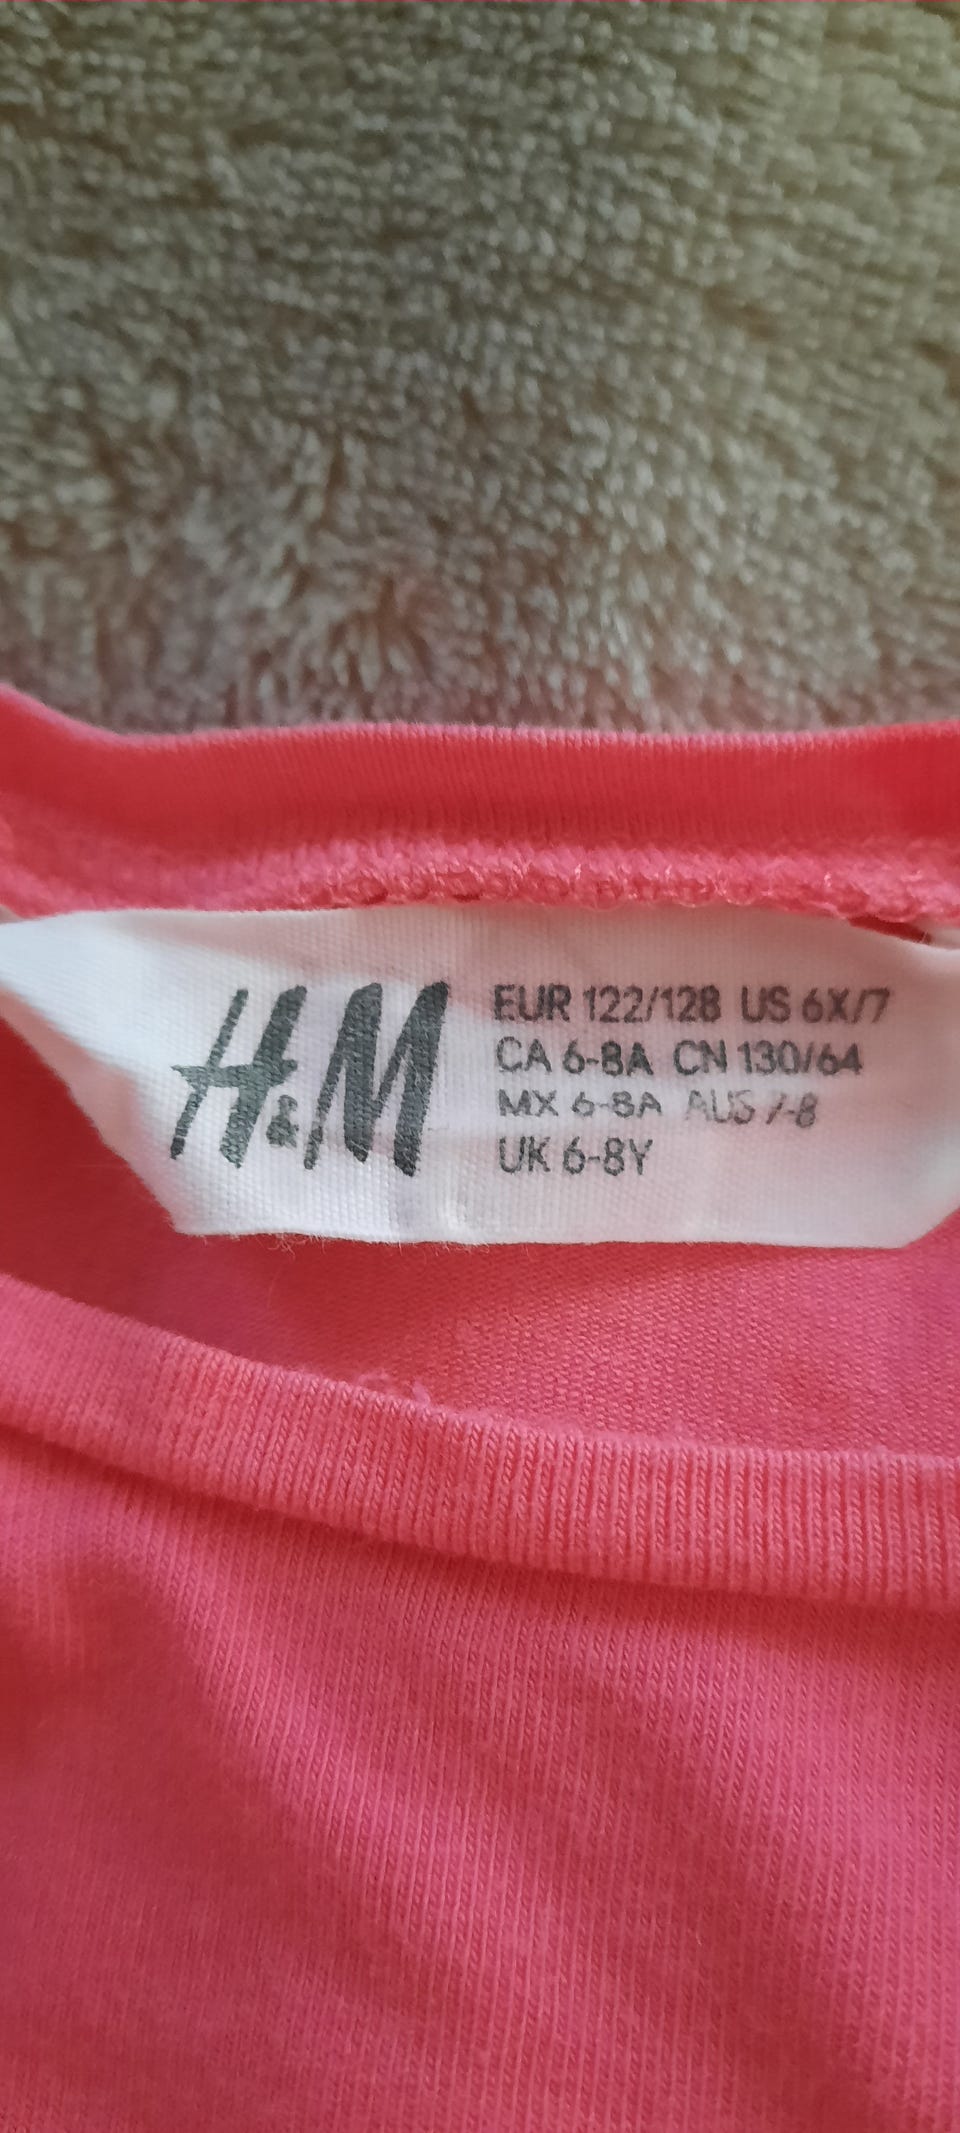 H&M
EUR 122/128 US 6X/7
CA 6-8A CN 130/64
MX 6-8A AUS 7-8
UK 6-8Y